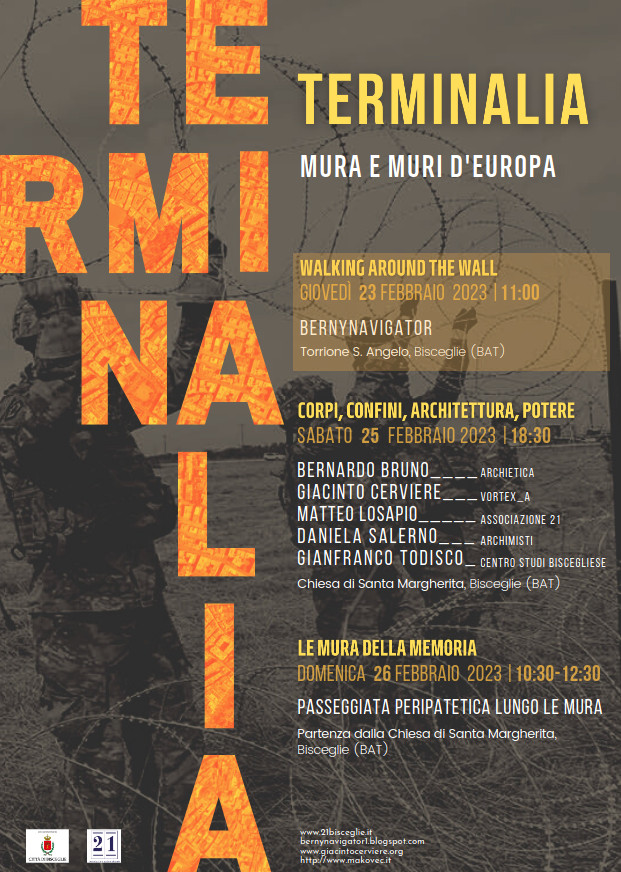 TE
RMI
NA
L
I
A
TERMINALIA
MURA E MURI D'EUROPA
WALKING AROUND THE WALL
GIOVEDÌ 23 FEBBRAIO 2023 | 11:00
BERNYNAVIGATOR
Torrione S. Angelo, Bisceglie (BAT)
CORPI, CONFINI, ARCHITETTURA, POTERE
SABATO 25 FEBBRAIO 2023 | 18:30
BERNARDO BRUNO____ ARCHIETICA
GIACINTO CERVIERE___ VORTEX_A
MATTEO LOSAPIO_____ ASSOCIAZIONE 21
DANIELA SALERNO___ ARCHIMISTI
GIANFRANCO TODISCO_ CENTRO STUDI BISCEGLIESE
Chiesa di Santa Margherita, Bisceglie (BAT)
LE MURA DELLA MEMORIA
DOMENICA 26 FEBBRAIO 2023 | 10:30-12:30
PASSEGGIATA PERIPATETICA LUNGO LE MURA
Partenza dalla Chiesa di Santa Margherita,
Bisceglie (BAT)
CITTÀ DI BISCEGLIE
21
www.21bisceglie.it
bernynavigator1.blogspot.com
www.giacintocerviere.org
http://www.makovec.it